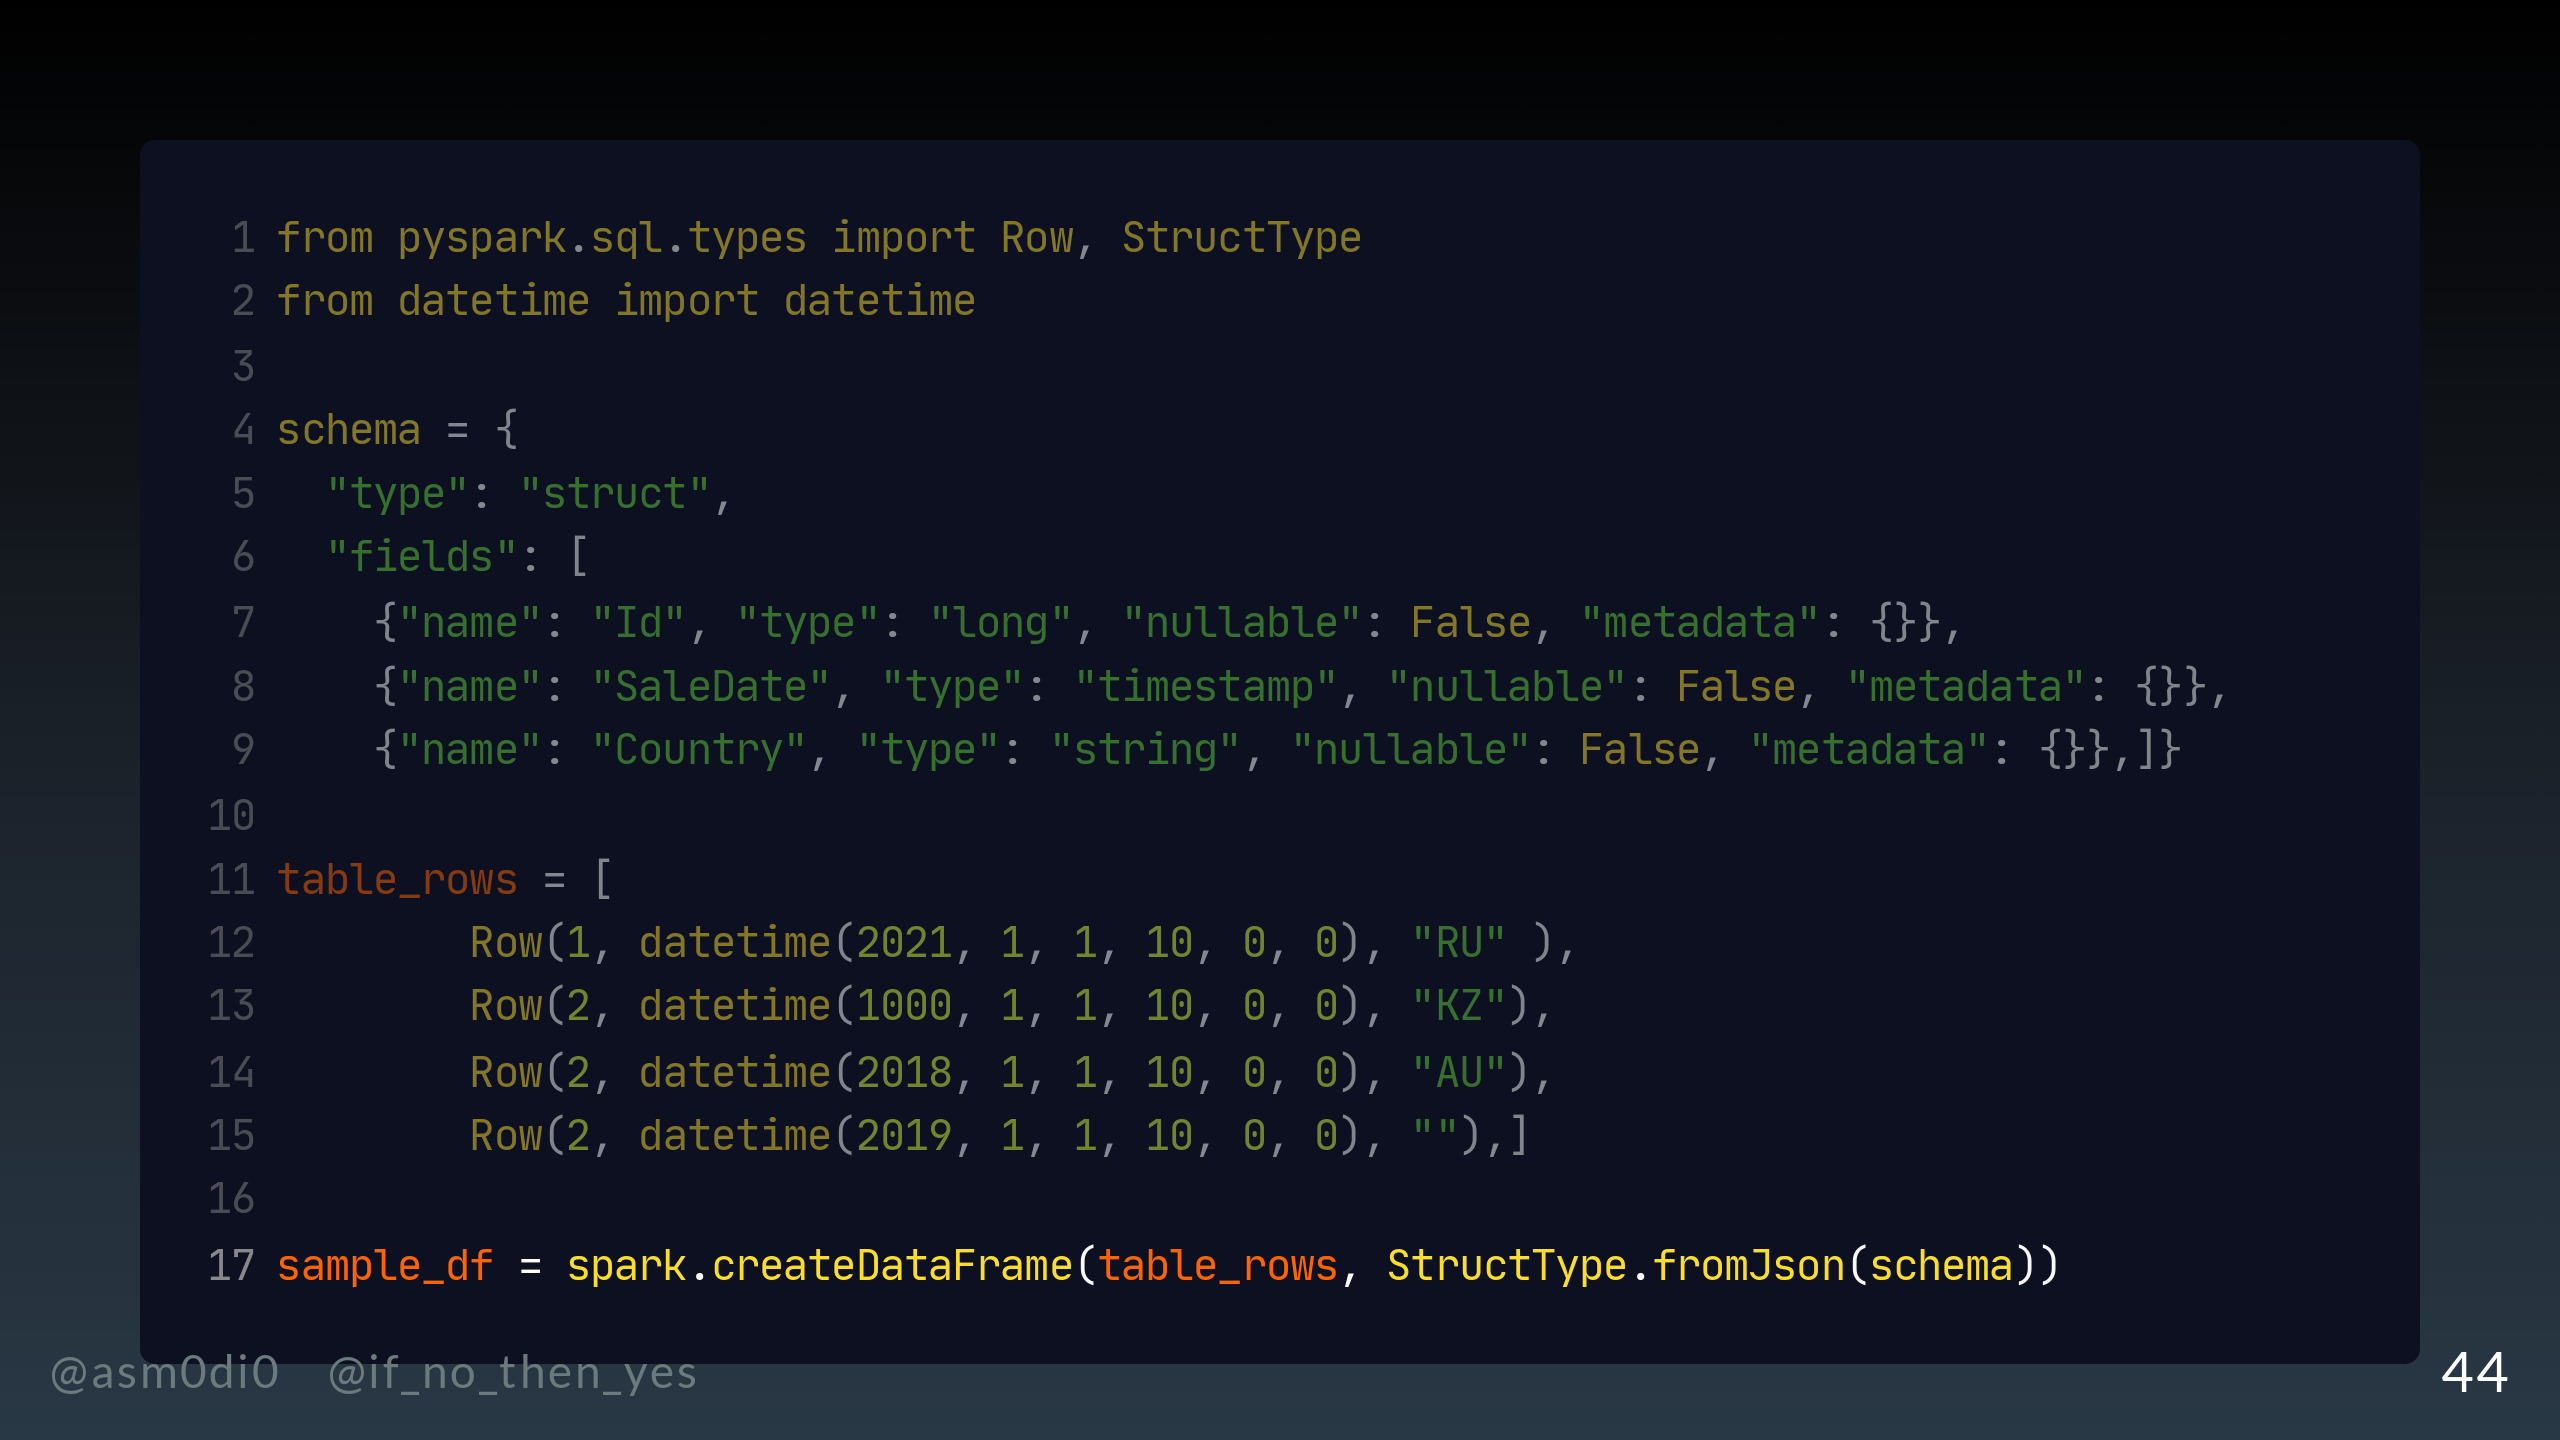 1 from pyspark.sql.types import Row, StructType
2 from datetime import datetime
3
4 schema = {
5   "type": "struct",
6   "fields": [
7     {"name": "Id", "type": "long", "nullable": False, "metadata": {}},
8     {"name": "SaleDate", "type": "timestamp", "nullable": False, "metadata": {}},
9     {"name": "Country", "type": "string", "nullable": False, "metadata": {}},]}
10
11 table_rows = [
12         Row(1, datetime(2021, 1, 1, 10, 0, 0), "RU" ),
13         Row(2, datetime(1000, 1, 1, 10, 0, 0), "KZ"),
14         Row(2, datetime(2018, 1, 1, 10, 0, 0), "AU"),
15         Row(2, datetime(2019, 1, 1, 10, 0, 0), ""),]
16
17 sample_df = spark.createDataFrame(table_rows, StructType.fromJson(schema))
@asm0di0 @if_no_then_yes
44